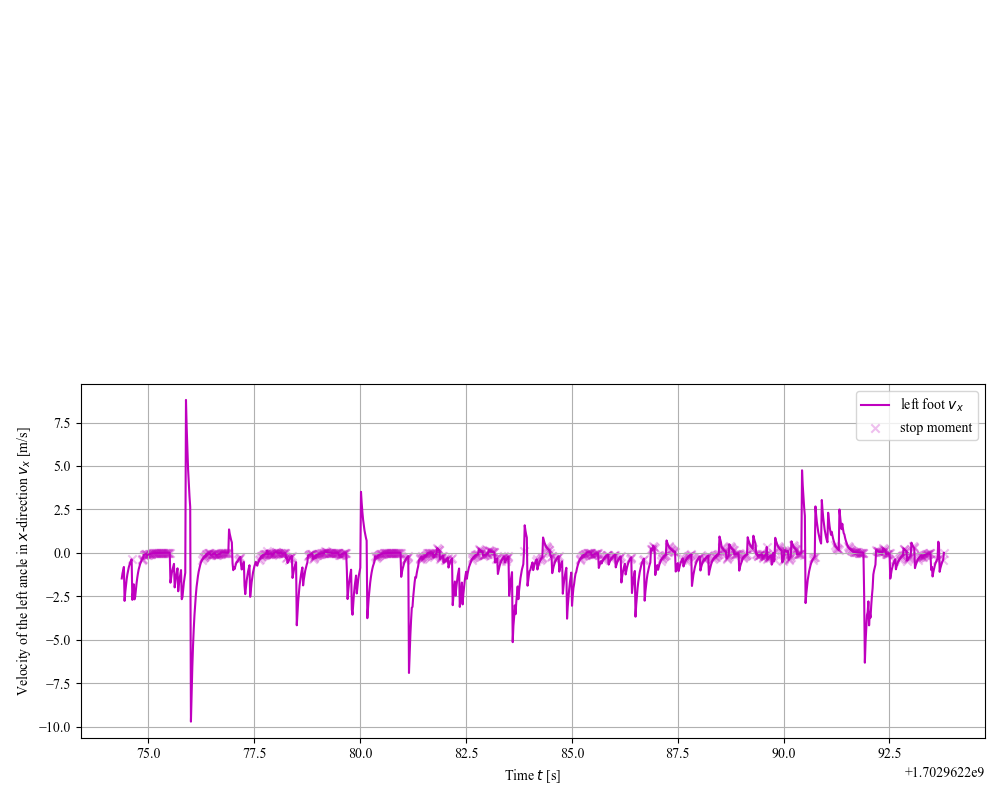 left foot vx
stop moment
Velocity of the left ancle in x-direction vx [m/s]
7.5
5.0
2.5
0.0
−2.5
−5.0
−7.5
−10.0
75.0 77.5 80.0 82.5 85.0 87.5 90.0 92.5
Time t [s]
+1.7029622e9